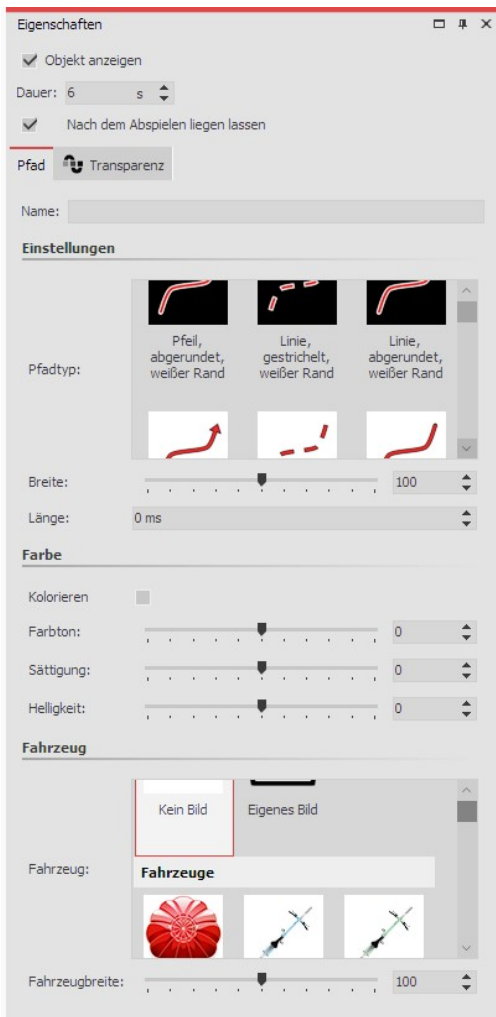 Eigenschaften
Objekt anzeigen
Dauer: 6 s
Nach dem Abspielen liegen lassen
Pfad Transparenz
Name:
Einstellungen
Pfadtyp:
Pfeil, abgerundet, weißer Rand
Linie, gestrichelt, weißer Rand
Linie, abgerundet, weißer Rand
Breite: 100
Länge: 0 ms
Farbe
Kolorieren
Farbton: 0
Sättigung: 0
Helligkeit: 0
Fahrzeug
Kein Bild Eigenes Bild
Fahrzeug: Fahrzeuge
Fahrzeugbreite: 100